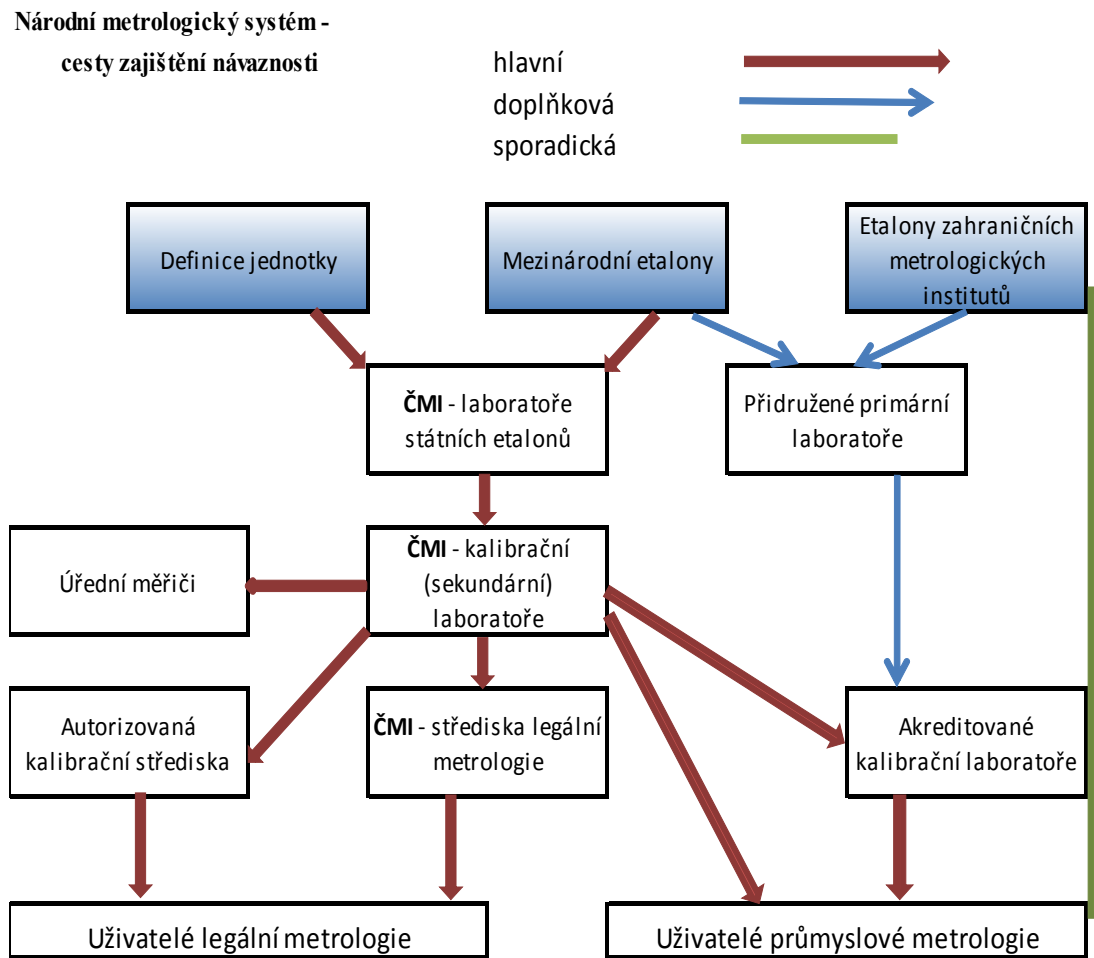 Národní metrologický systém -
cesty zajištění návaznosti
hlavní
doplňková
sporadická
Definice jednotky
Mezinárodní etalony
Etalony zahraničních
metrologických
institutů
ČMI - laboratoře
státních etalonů
Přidružené primární
laboratoře
Úřední měřiči
ČMI - kalibrační
(sekundární)
laboratoře
Autorizovaná
kalibrační střediska
ČMI - střediska legální
metrologie
Akreditované
kalibrační laboratoře
Uživatelé legální metrologie
Uživatelé průmyslové metrologie